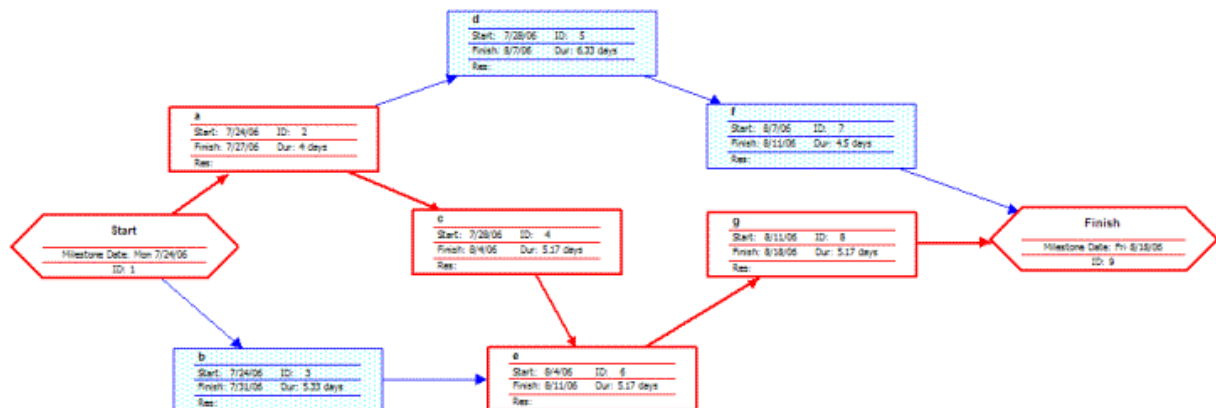 d
Start: 7/28/06 ID: 5
Finish: 8/7/06 Dur: 6.33 days
Res:
a
Start: 7/24/06 ID: 2
Finish: 7/27/06 Dur: 4 days
Res:
f
Start: 8/7/06 ID: 7
Finish: 8/11/06 Dur: 4.5 days
Res:
Start
Milestone Date: Mon 7/24/06
ID: 1
c
Start: 7/28/06 ID: 4
Finish: 8/4/06 Dur: 5.17 days
Res:
g
Start: 8/11/06 ID: 8
Finish: 8/18/06 Dur: 5.17 days
Res:
Finish
Milestone Date: Fri 8/18/06
ID: 9
b
Start: 7/24/06 ID: 3
Finish: 7/31/06 Dur: 5.33 days
Res:
e
Start: 8/4/06 ID: 6
Finish: 8/11/06 Dur: 5.17 days
Res: